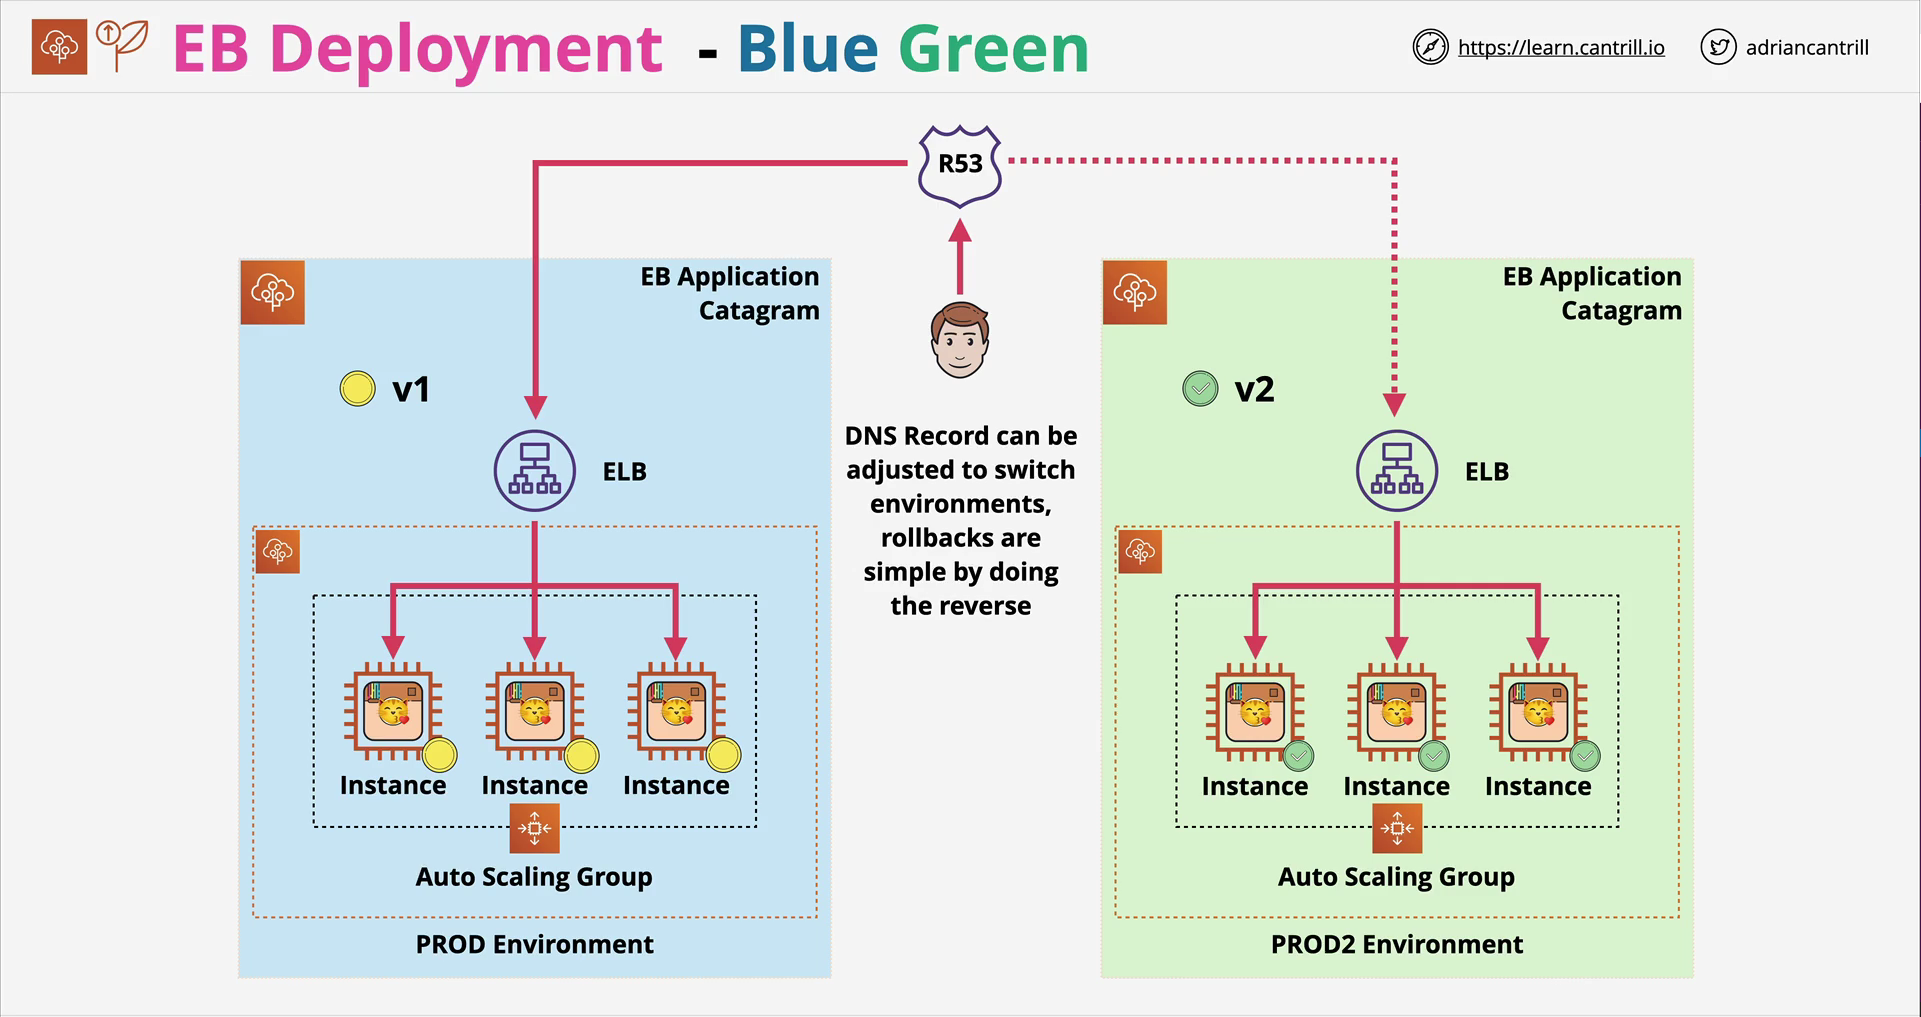 EB Deployment - Blue Green
https://learn.cantrill.io
adriancantrill
R53
EB Application
Catagram
v1
ELB
Instance
Instance
Instance
Auto Scaling Group
PROD Environment
DNS Record can be
adjusted to switch
environments,
rollbacks are
simple by doing
the reverse
EB Application
Catagram
v2
ELB
Instance
Instance
Instance
Auto Scaling Group
PROD2 Environment